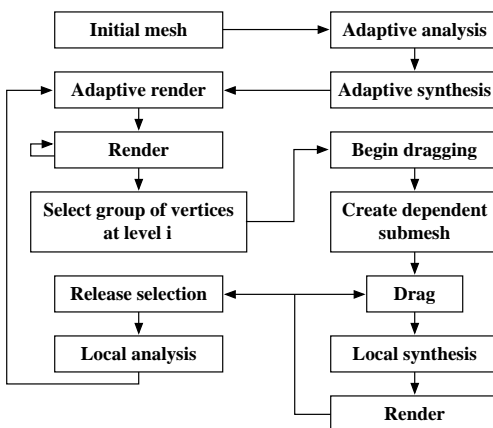 Initial mesh
Adaptive analysis
Adaptive render
Adaptive synthesis
Render
Begin dragging
Select group of vertices
at level i
Create dependent
submesh
Release selection
Drag
Local analysis
Local synthesis
Render